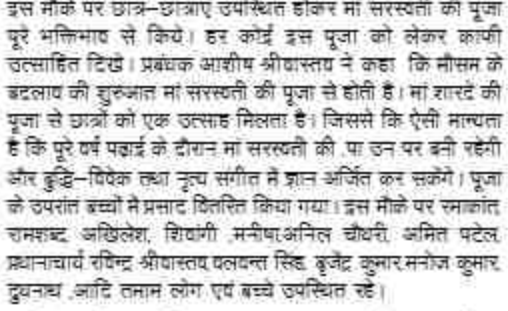 इस मौके पर छात्र–छात्राएं उपस्थित होकर मां सरस्वती की पूजा
पूरे भक्तिभाव से किये। हर कोई इस पूजा को लेकर काफी
उत्साहित दिखे। प्रबंधक आशीष श्रीवास्तव ने कहा कि मौसम के
बदलाव की शुरुआत मां सरस्वती की पूजा से होती है। मां शारदे की
पूजा से छात्रों को एक उत्साह मिलता है। जिससे कि ऐसी मान्यता
है कि पूरे वर्ष पढ़ाई के दौरान मां सरस्वती की पा उन पर बनी रहेगी
और बुद्धि–विवेक तथा नृत्य संगीत में ज्ञान अर्जित कर सकेंगे। पूजा
के उपरांत बच्चों में प्रसाद वितरित किया गया। इस मौके पर रमाकांत,
रामशब्द, अखिलेश, शिवांगी ,मनीषा,अनिल चौधरी, अमित पटेल,
प्रधानाचार्य रविन्द्र श्रीवास्तव,वलवन्त सिंह, बृजेंद्र कुमार,मनोज कुमार,
दुधनाथ ,आदि तमाम लोग एवं बच्चे उपस्थित रहे।